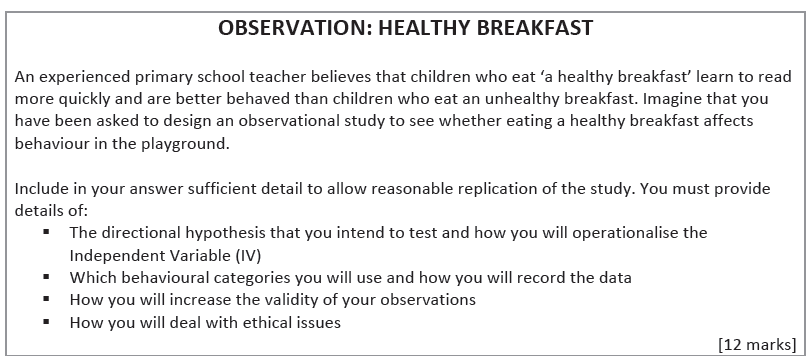 OBSERVATION: HEALTHY BREAKFAST
An experienced primary school teacher believes that children who eat ‘a healthy breakfast’ learn to read
more quickly and are better behaved than children who eat an unhealthy breakfast. Imagine that you
have been asked to design an observational study to see whether eating a healthy breakfast affects
behaviour in the playground.
Include in your answer sufficient detail to allow reasonable replication of the study. You must provide
details of:
▪ The directional hypothesis that you intend to test and how you will operationalise the
Independent Variable (IV)
▪ Which behavioural categories you will use and how you will record the data
▪ How you will increase the validity of your observations
▪ How you will deal with ethical issues
[12 marks]